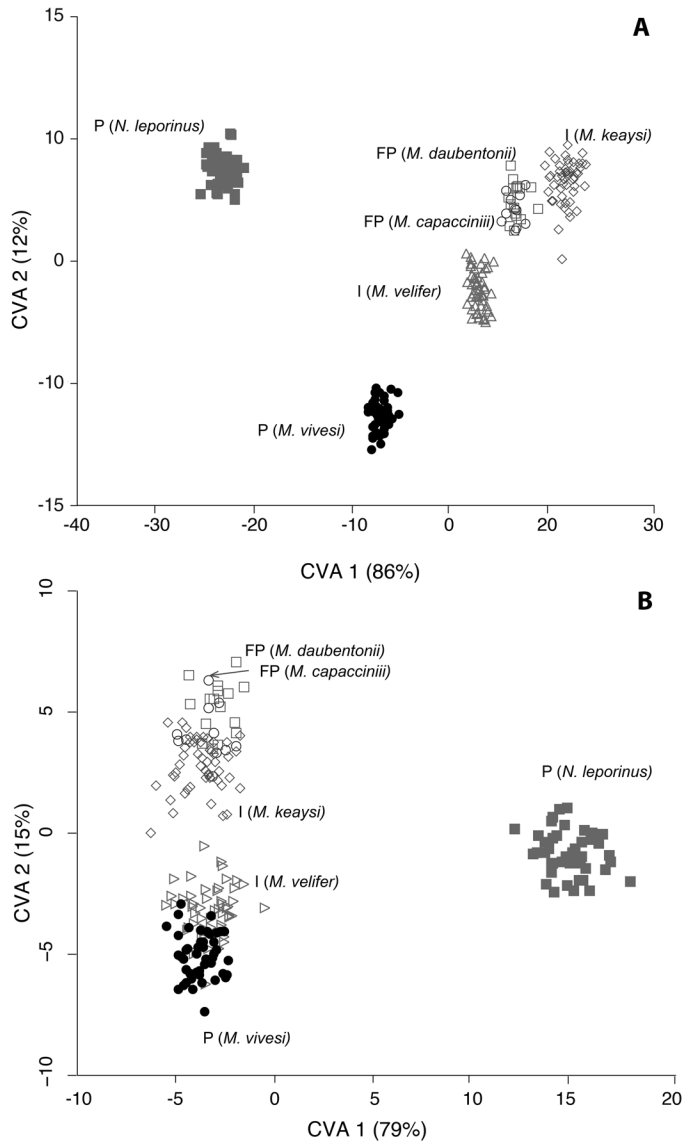 A
15
10
P (N. leporinus)
I (M. keaysi)
FP (M. daubentonii)
FP (M. capacciniii)
0
I (M. velifer)
CVA 2 (12%)
-10
P (M. vivesi)
-15
-40
-30
-20
-10
0
20
30
CVA 1 (86%)
B
10
FP (M. daubentonii)
FP (M. capacciniii)
5
P (N. leporinus)
I (M. keaysi)
0
CVA 2 (15%)
I (M. velifer)
−5
P (M. vivesi)
−10
-10
-5
0
5
10
15
20
CVA 1 (79%)